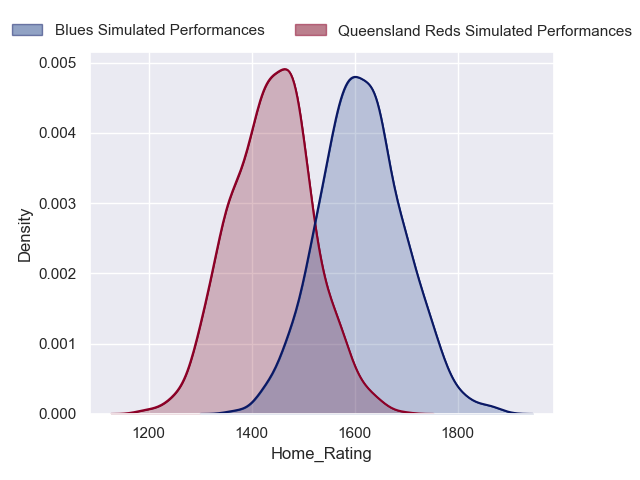 Blues Simulated Performances
Queensland Reds Simulated Performances
0.005
0.004
0.003
0.002
0.001
0.000
Density
1200
1400
1600
1800
Home_Rating